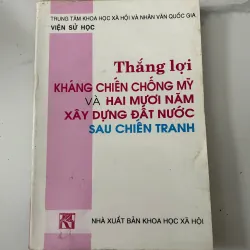 TRUNG TÂM KHOA HỌC XÃ HỘI VÀ NHÂN VĂN QUỐC GIA
VIỆN SỬ HỌC
Thắng lợi
KHÁNG CHIẾN CHỐNG MỸ
VÀ HAI MƯƠI NĂM
XÂY DỰNG ĐẤT NƯỚC
SAU CHIẾN TRANH
NHÀ XUẤT BẢN KHOA HỌC XÃ HỘI